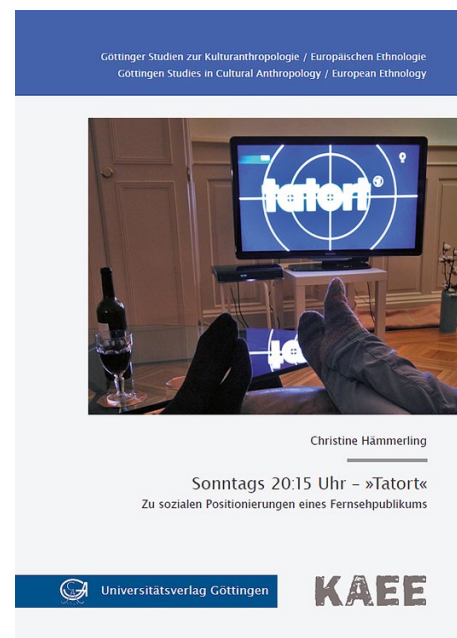 Göttinger Studien zur Kulturanthropologie / Europäischen Ethnologie
Göttingen Studies in Cultural Anthropology / European Ethnology
tatort
Christine Hämmerling
Sonntags 20:15 Uhr – »Tatort«
Zu sozialen Positionierungen eines Fernsehpublikums
Universitätsverlag Göttingen
KAEE